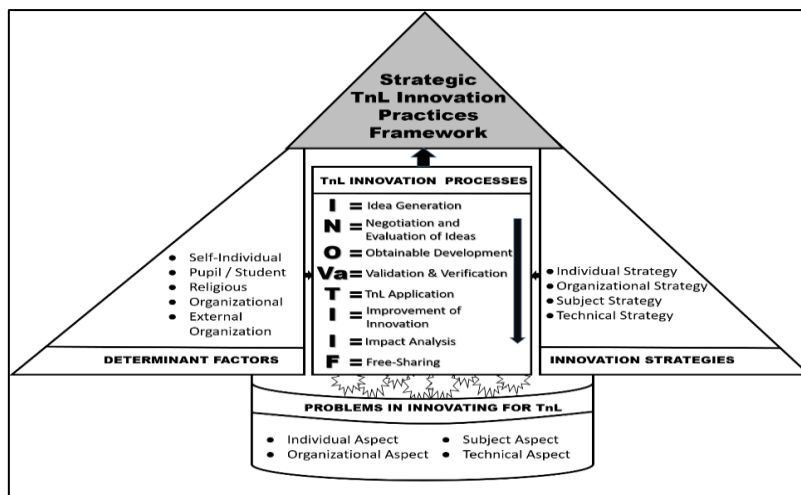 Strategic
TnL Innovation
Practices
Framework
TnL INNOVATION PROCESSES
I = Idea Generation
N = Negotiation and
Evaluation of Ideas
O = Obtainable Development
Va = Validation & Verification
T = TnL Application
I = Improvement of
Innovation
I = Impact Analysis
F = Free-Sharing
• Self-Individual
• Pupil / Student
• Religious
• Organizational
• External
Organization
DETERMINANT FACTORS
• Individual Strategy
• Organizational Strategy
• Subject Strategy
• Technical Strategy
INNOVATION STRATEGIES
PROBLEMS IN INNOVATING FOR TnL
• Individual Aspect • Subject Aspect
• Organizational Aspect • Technical Aspect